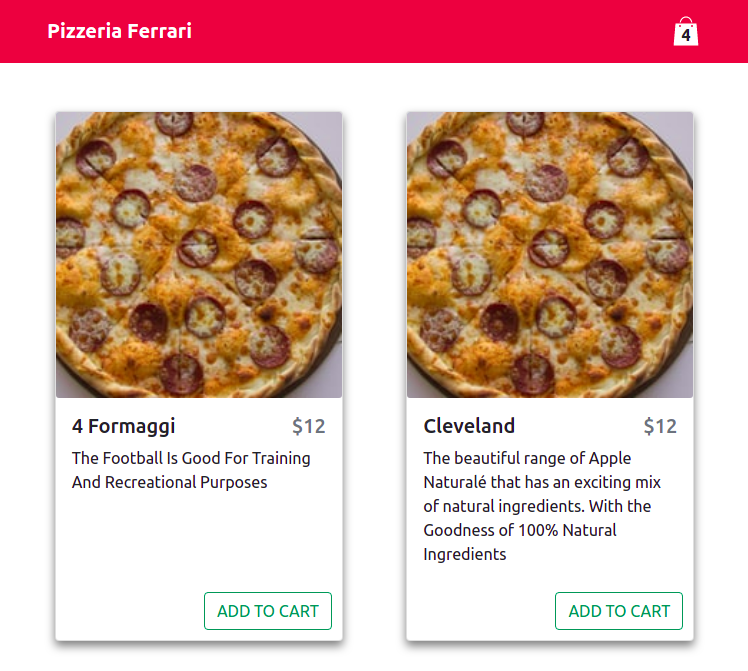 Pizzeria Ferrari
4
4 Formaggi $12
The Football Is Good For Training
And Recreational Purposes
ADD TO CART
Cleveland $12
The beautiful range of Apple
Naturalé that has an exciting mix
of natural ingredients. With the
Goodness of 100% Natural
Ingredients
ADD TO CART